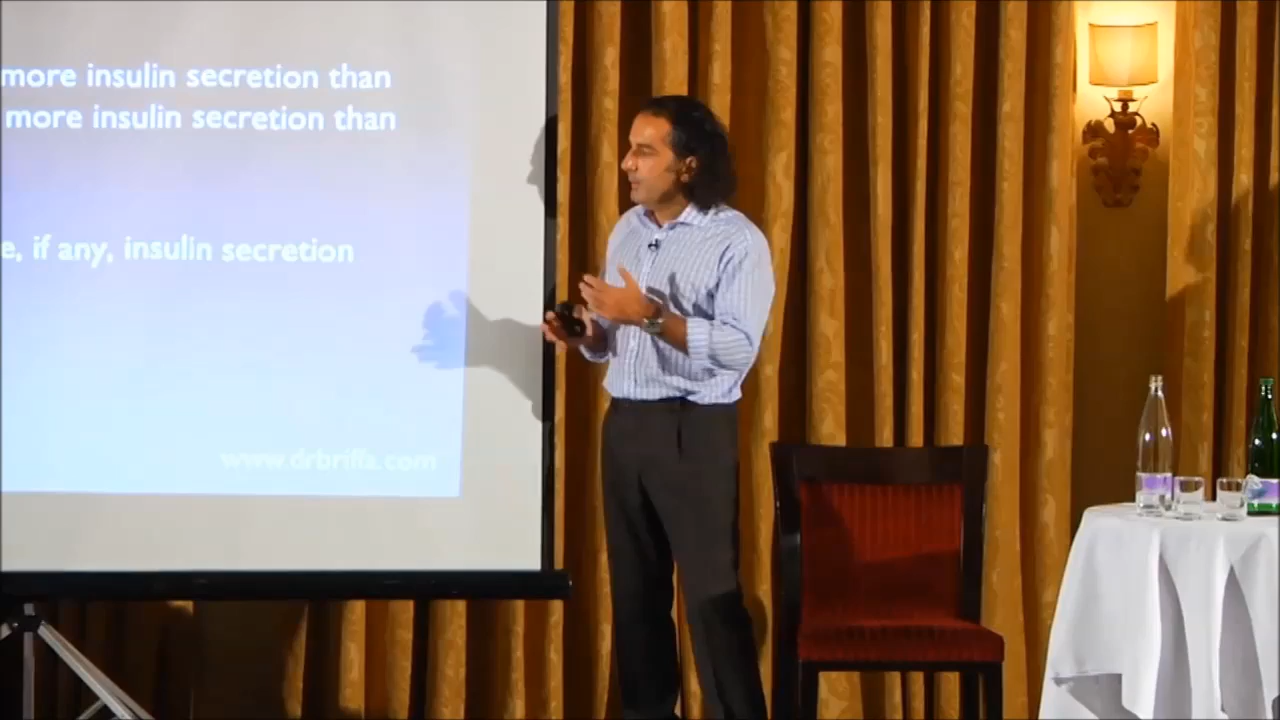 more insulin secretion than
more insulin secretion than
e, if any, insulin secretion
www.drbriffa.com